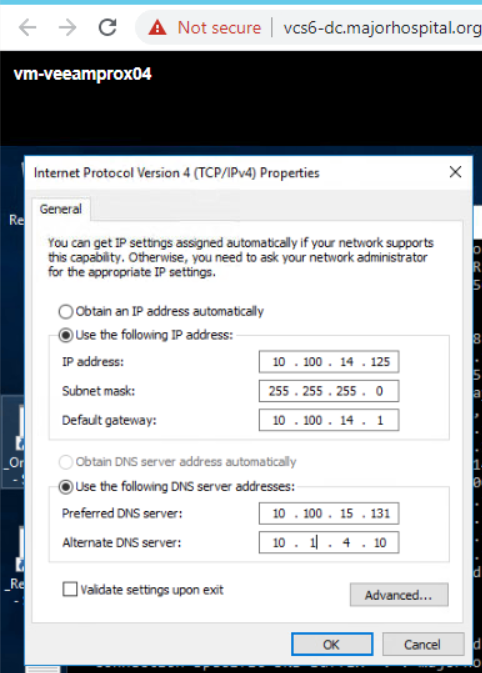 Not secure | vcs6-dc.majorhospital.org
vm-veeamprox04
Internet Protocol Version 4 (TCP/IPv4) Properties
General
You can get IP settings assigned automatically if your network supports
this capability. Otherwise, you need to ask your network administrator
for the appropriate IP settings.
Obtain an IP address automatically
Use the following IP address:
IP address: 10 . 100 . 14 . 125
Subnet mask: 255 . 255 . 255 . 0
Default gateway: 10 . 100 . 14 . 1
Obtain DNS server address automatically
Use the following DNS server addresses:
Preferred DNS server: 10 . 100 . 15 . 131
Alternate DNS server: 10 . 1 . 4 . 10
Validate settings upon exit
Advanced...
OK Cancel